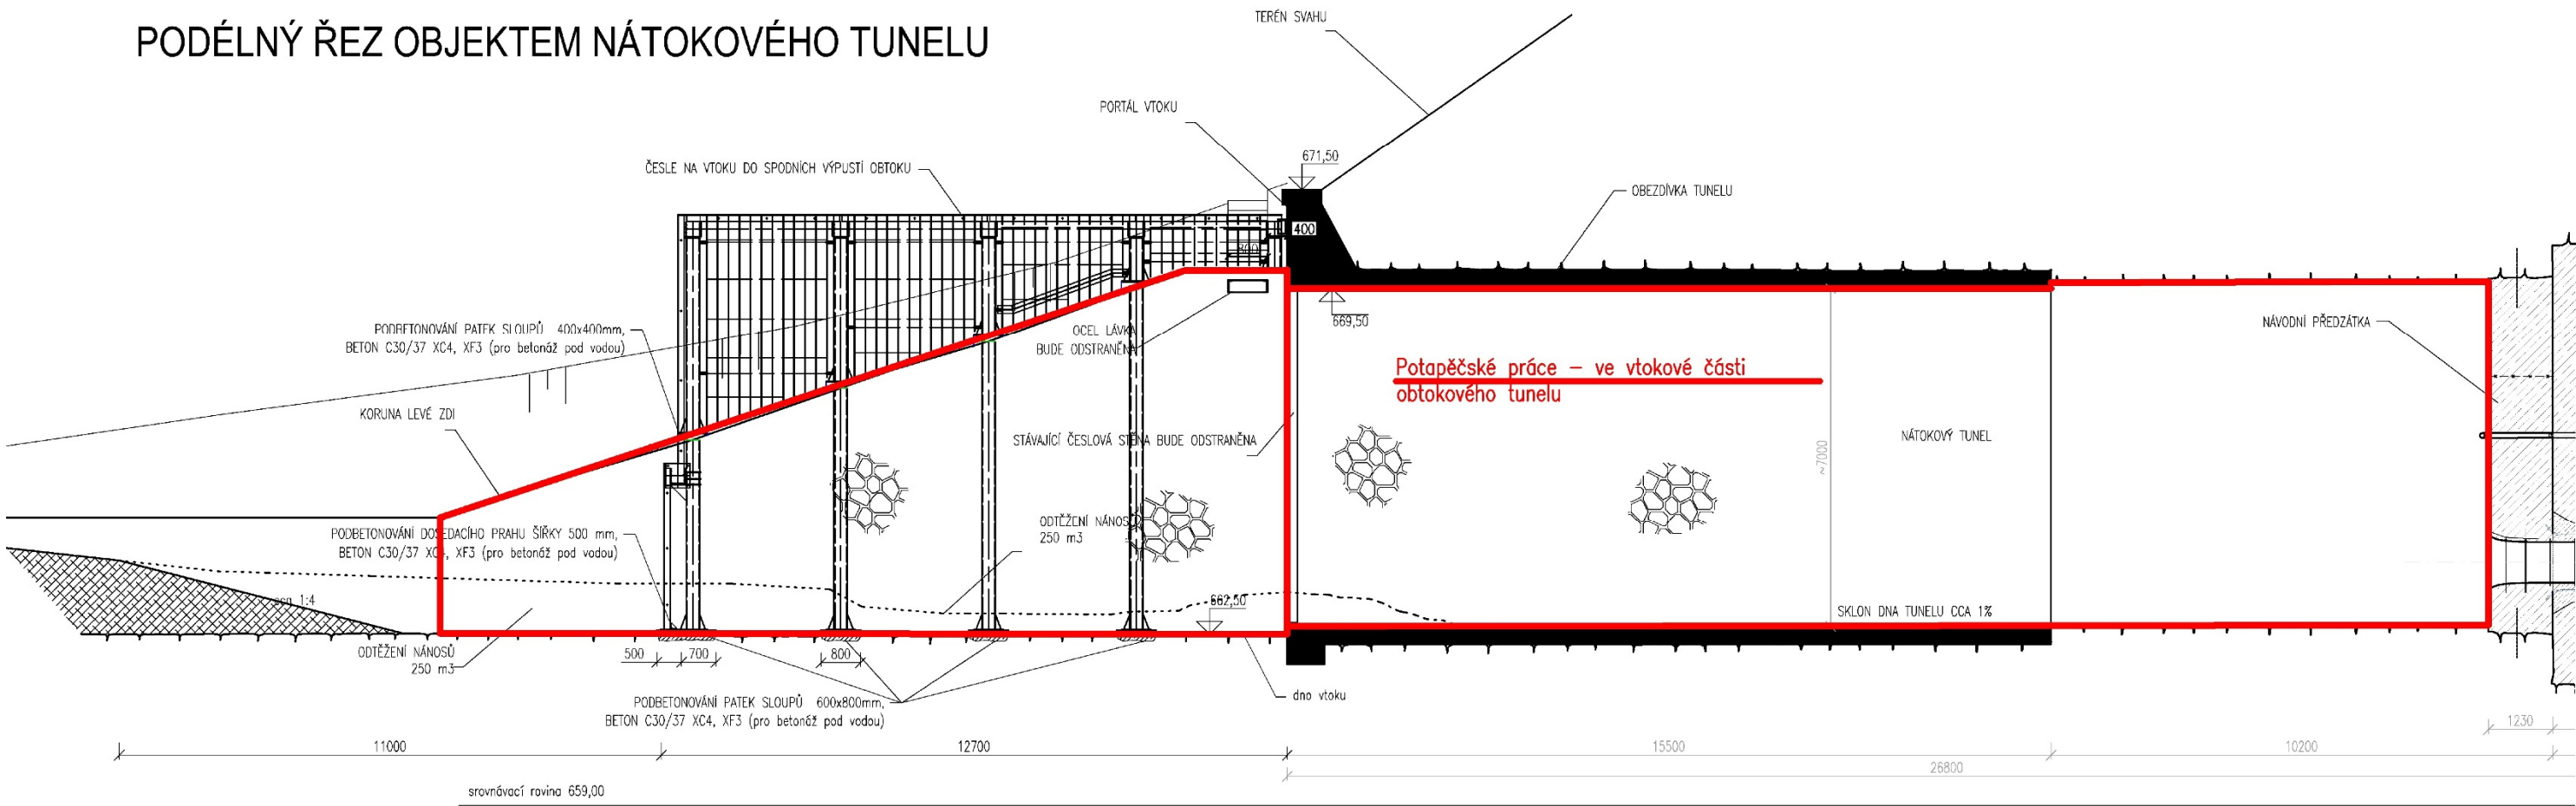 PODÉLNÝ ŘEZ OBJEKTEM NÁTOKOVÉHO TUNELU
TERÉN SVAHU
PORTÁL VTOKU
671,50
ČESLE NA VTOKU DO SPODNÍCH VÝPUSTÍ OBTOKU
OBEZDÍVKA TUNELU
400
800
669,50
PODBETONOVÁNÍ PATEK SLOUPŮ 400x400mm,
BETON C30/37 XC4, XF3 (pro betonáž pod vodou)
OCEL LÁVKA
BUDE ODSTRANĚNA
NÁVODNÍ PŘEDZÁTKA
Potapěčské práce – ve vtokové části
obtokového tunelu
KORUNA LEVÉ ZDI
STÁVAJÍCÍ ČESLOVÁ STĚNA BUDE ODSTRANĚNA
NÁTOKOVÝ TUNEL
~7000
PODBETONOVÁNÍ DOSEDACÍHO PRAHU ŠÍŘKY 500 mm,
BETON C30/37 XC4, XF3 (pro betonáž pod vodou)
ODTĚŽENÍ NÁNOSŮ
250 m3
1:4
662,50
SKLON DNA TUNELU CCA 1%
ODTĚŽENÍ NÁNOSŮ
250 m3
500
700
800
PODBETONOVÁNÍ PATEK SLOUPŮ 600x800mm,
BETON C30/37 XC4, XF3 (pro betonáž pod vodou)
dno vtoku
1230
11000
12700
15500
10200
26800
srovnávací rovina 659,00